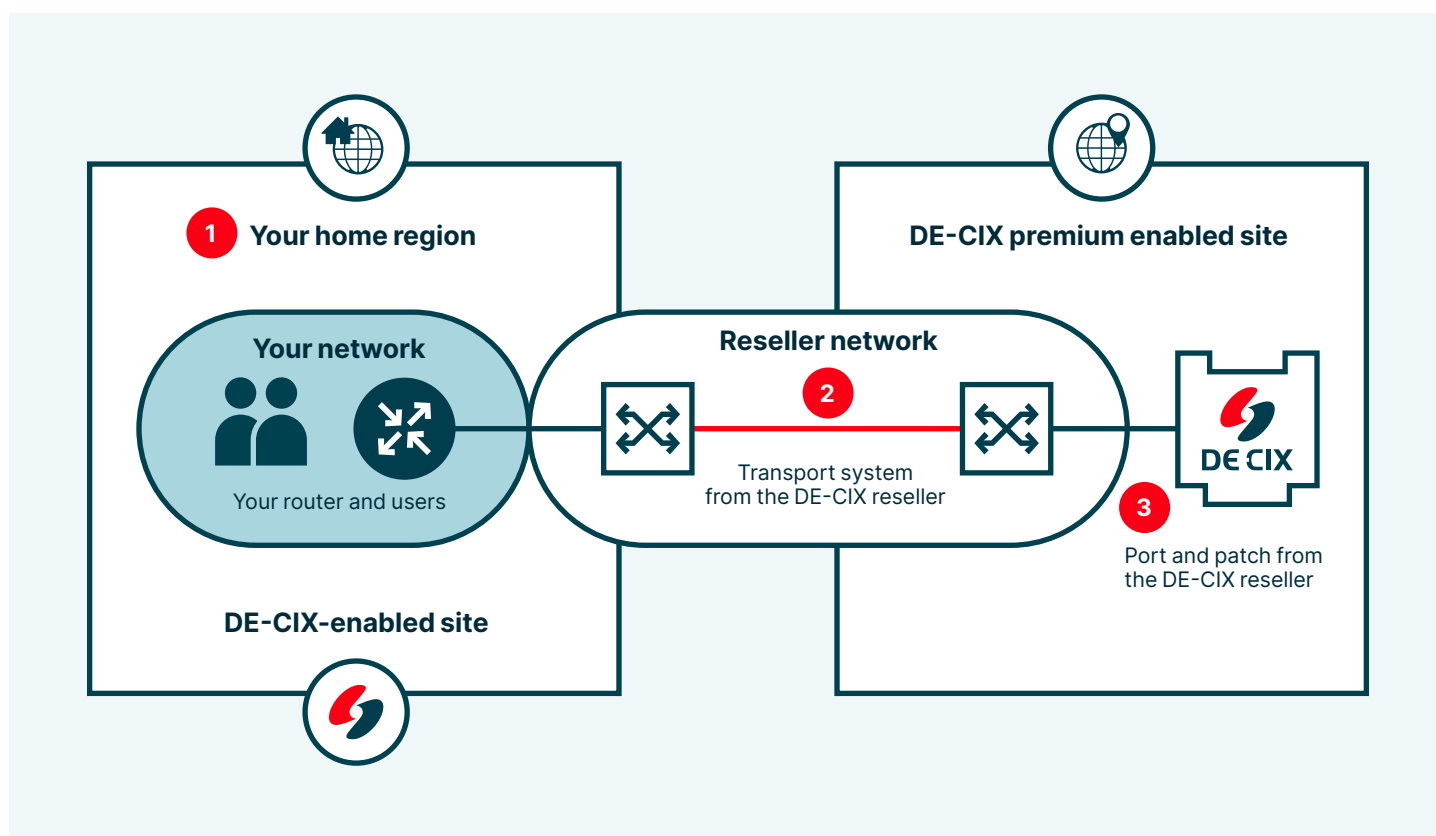 1
Your home region
DE-CIX premium enabled site
Your network
Reseller network
2
Your router and users
Transport system
from the DE-CIX reseller
DE CIX
3
Port and patch from
the DE-CIX reseller
DE-CIX-enabled site